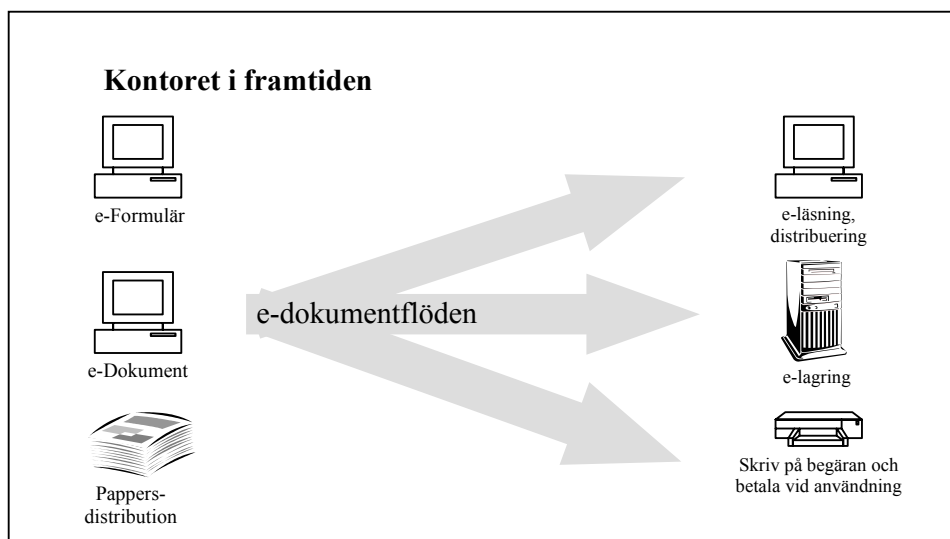 Kontoret i framtiden
e-Formulär
e-Dokument
Pappers-
distribution
e-dokumentflöden
e-läsning,
distribuering
e-lagring
Skriv på begäran och
betala vid användning